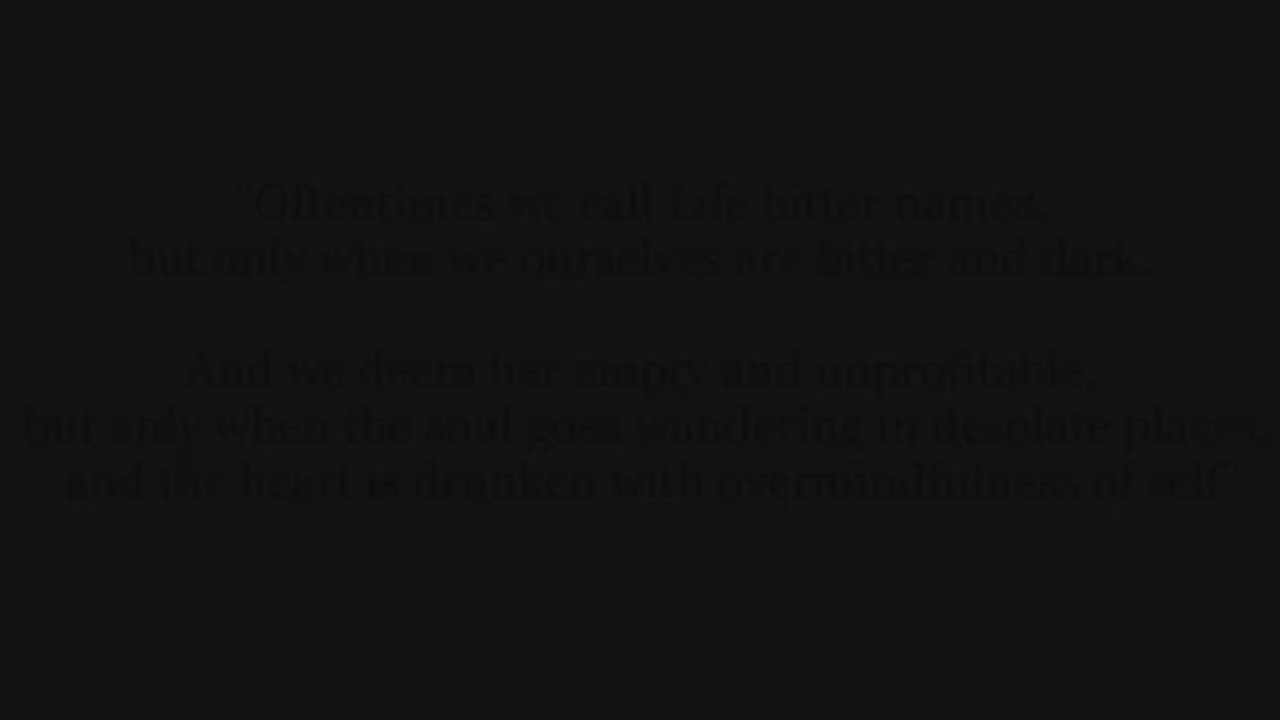 "Oftentimes we call Life bitter names,
but only when we ourselves are bitter and dark.
And we deem her empty and unprofitable,
but only when the soul goes wandering in desolate places,
and the heart is drunken with overmindfulness of self"